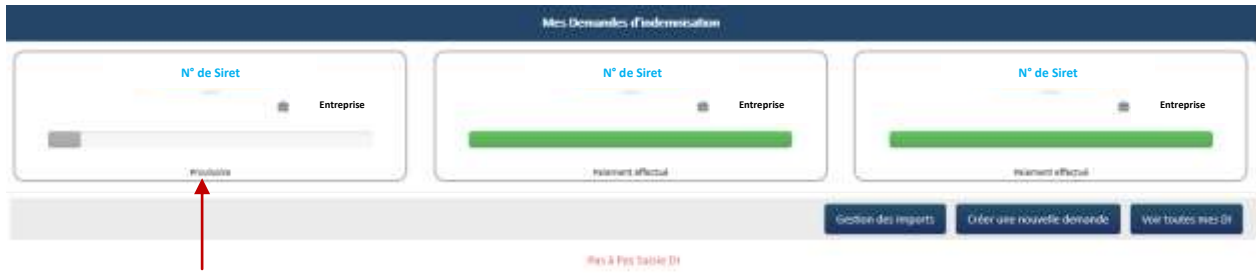 Mes Demandes d'indemnisation
N° de Siret
Entreprise
Provisoire
N° de Siret
Entreprise
Paiement effectué
N° de Siret
Entreprise
Paiement effectué
Gestion des imports Créer une nouvelle demande Voir toutes mes DI
Pas à Pas Saisie DI